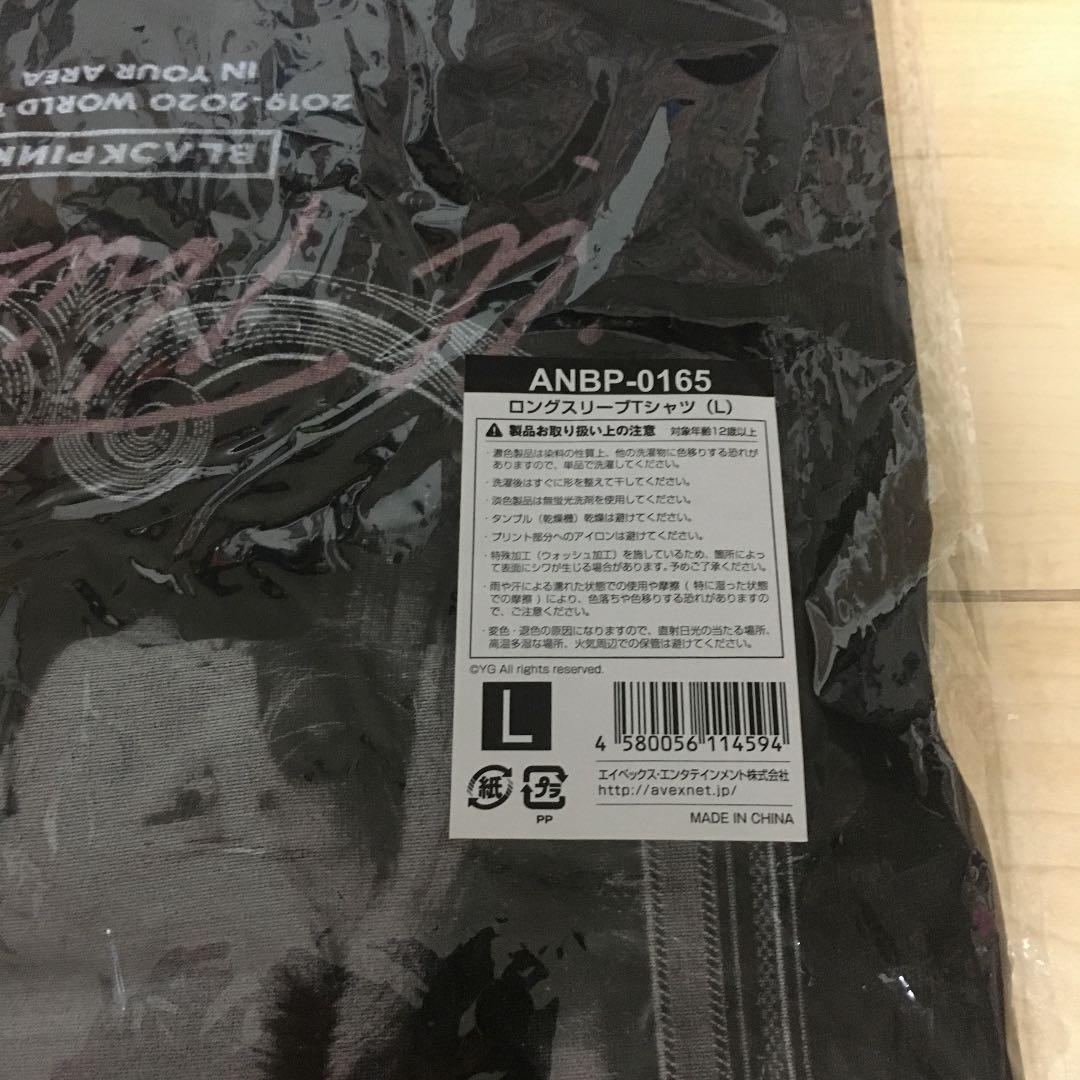 BLACKPINK
2019-2020 WORLD
IN YOUR AREA
ANBP-0165
ロングスリーブTシャツ（L）
製品お取り扱い上の注意 対象年齢12歳以上
・濃色製品は染料の性質上、他の洗濯物に色移りする恐れが
ありますので、単品で洗濯してください。
・洗濯後はすぐに形を整えて干してください。
・淡色製品は無蛍光洗剤を使用してください。
・タンブル（乾燥機）乾燥は避けてください。
・プリント部分へのアイロンは避けてください。
・特殊加工（ウォッシュ加工）を施しているため、箇所によっ
て表面にシワが生じる場合があります。予めご了承ください。
・雨や汗による濡れた状態での使用や摩擦（特に湿った状態
での摩擦）により、色落ちや色移りする恐れがありますの
で、ご注意ください。
・変色・退色の原因になりますので、直射日光の当たる場所、
高温多湿な場所、火気周辺での保管は避けてください。
©YG All rights reserved.
L
4 580056 114594
紙
プラ
PP
エイベックス・エンタテインメント株式会社
http://avexnet.jp/
MADE IN CHINA